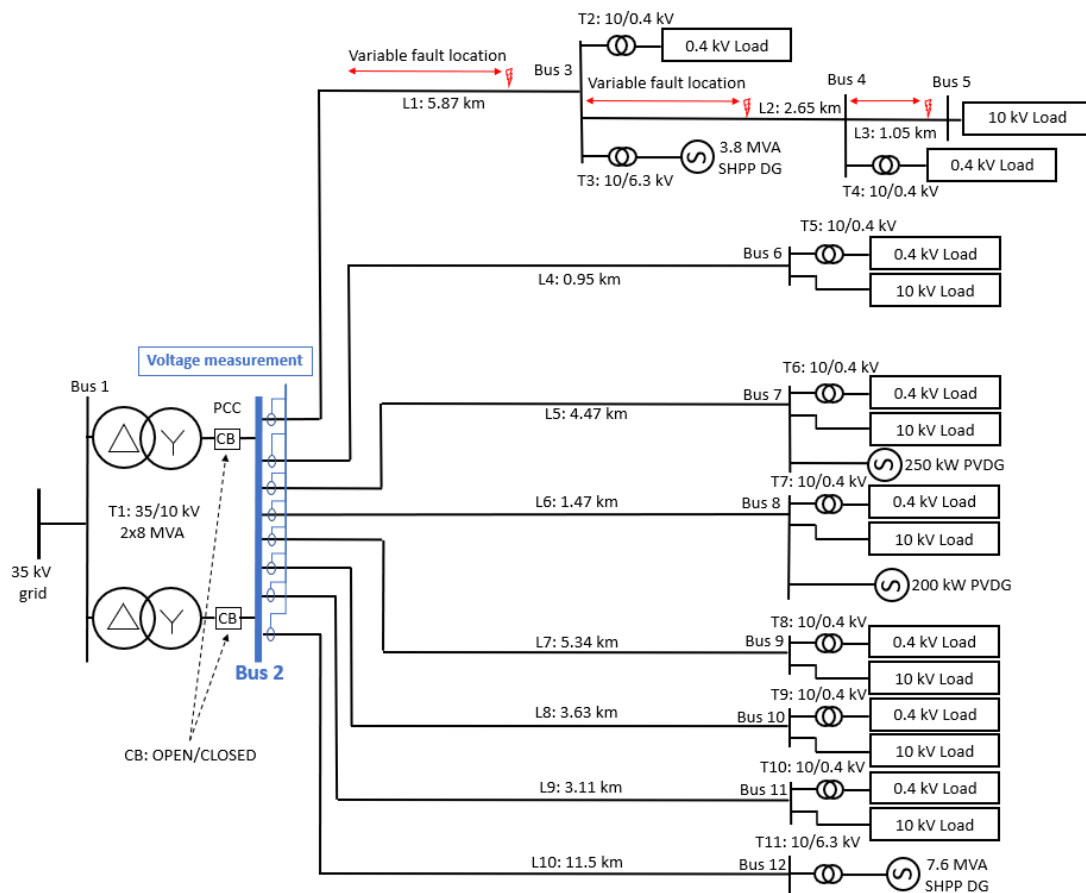 T2: 10/0.4 kV
0.4 kV Load
Variable fault location
Bus 3
L1: 5.87 km
Variable fault location
Bus 4
Bus 5
L2: 2.65 km
10 kV Load
L3: 1.05 km
3.8 MVA
SHPP DG
T3: 10/6.3 kV
0.4 kV Load
T4: 10/0.4 kV
T5: 10/0.4 kV
Bus 6
0.4 kV Load
L4: 0.95 km
10 kV Load
Voltage measurement
Bus 1
PCC
CB
T6: 10/0.4 kV
Bus 7
0.4 kV Load
L5: 4.47 km
10 kV Load
S
250 kW PVDG
T7: 10/0.4 kV
Bus 8
0.4 kV Load
L6: 1.47 km
10 kV Load
T1: 35/10 kV
2x8 MVA
35 kV
grid
S
200 kW PVDG
CB
Bus 2
T8: 10/0.4 kV
Bus 9
0.4 kV Load
L7: 5.34 km
10 kV Load
T9: 10/0.4 kV
Bus 10
0.4 kV Load
L8: 3.63 km
10 kV Load
CB: OPEN/CLOSED
T10: 10/0.4 kV
Bus 11
0.4 kV Load
L9: 3.11 km
10 kV Load
T11: 10/6.3 kV
Bus 12
L10: 11.5 km
S
7.6 MVA
SHPP DG
S